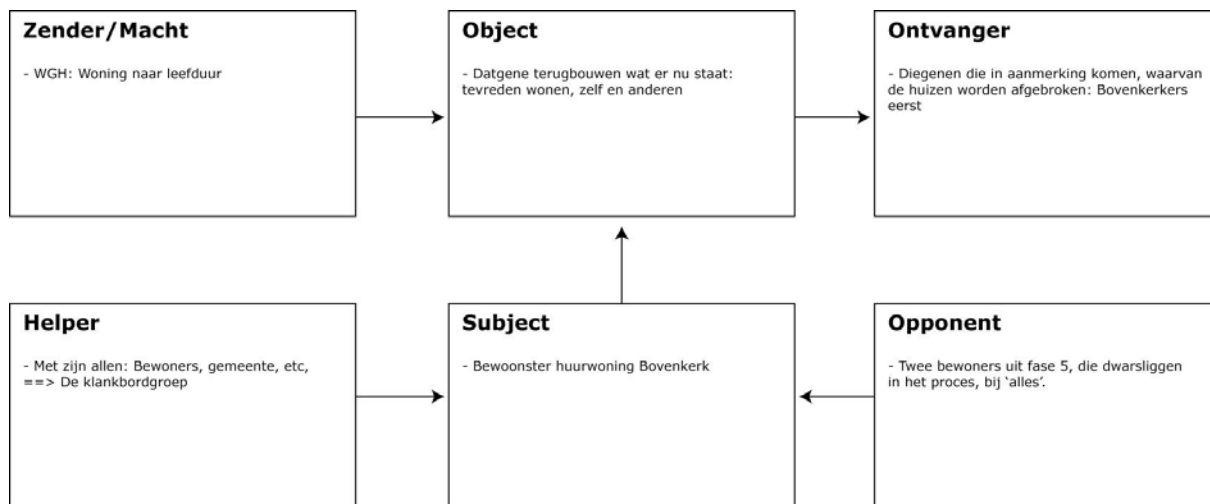 Zender/Macht
- WGH: Woning naar leefduur
Object
- Datgene terugbouwen wat er nu staat:
tevreden wonen, zelf en anderen
Ontvanger
- Diegenen die in aanmerking komen, waarvan
de huizen worden afgebroken: Bovenkerkers
eerst
Helper
- Met zijn allen: Bewoners, gemeente, etc,
==> De klankbordgroep
Subject
- Bewoonster huurwoning Bovenkerk
Opponent
- Twee bewoners uit fase 5, die dwarsliggen
in het proces, bij ‘alles’.